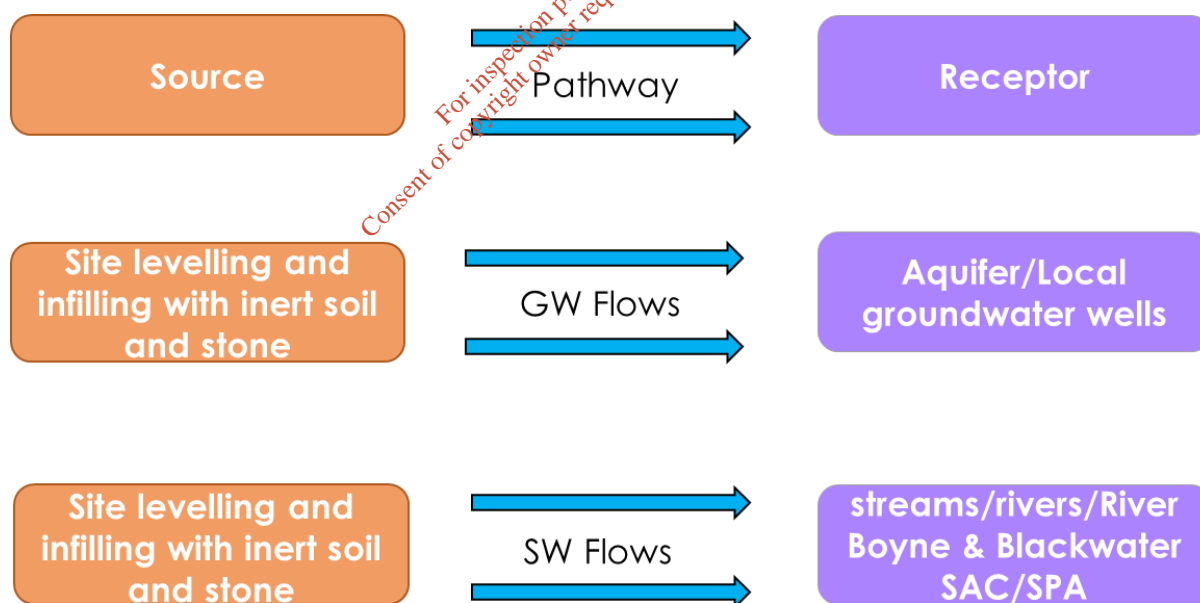 Source
Pathway
Receptor
For inspection
Consent of copyright owner
Site levelling and
infilling with inert soil
and stone
GW Flows
Aquifer/Local
groundwater wells
Site levelling and
infilling with inert soil
and stone
SW Flows
streams/rivers/River
Boyne & Blackwater
SAC/SPA